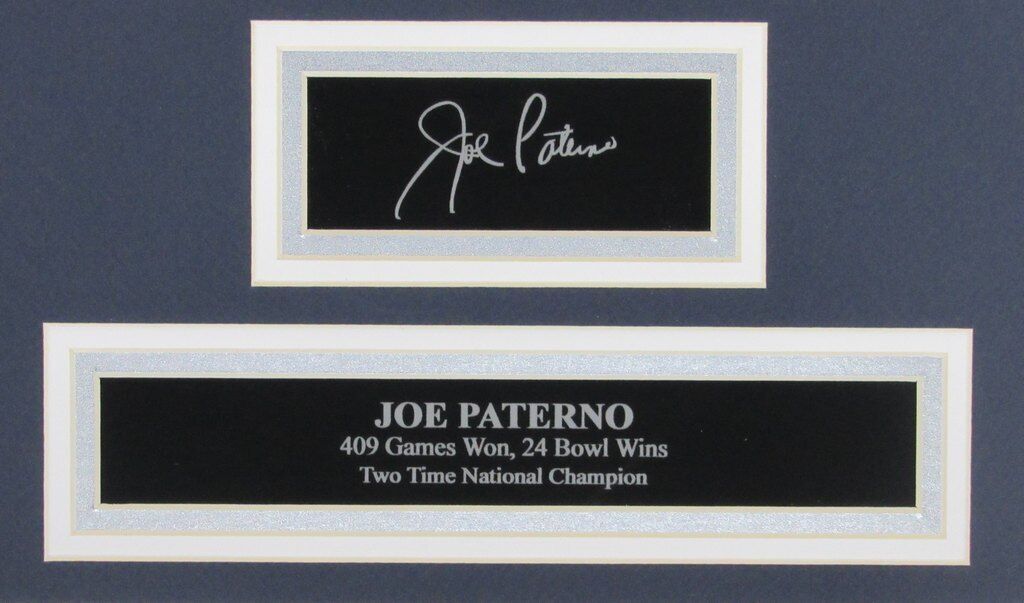 Joe Paterno
JOE PATERNO
409 Games Won, 24 Bowl Wins
Two Time National Champion